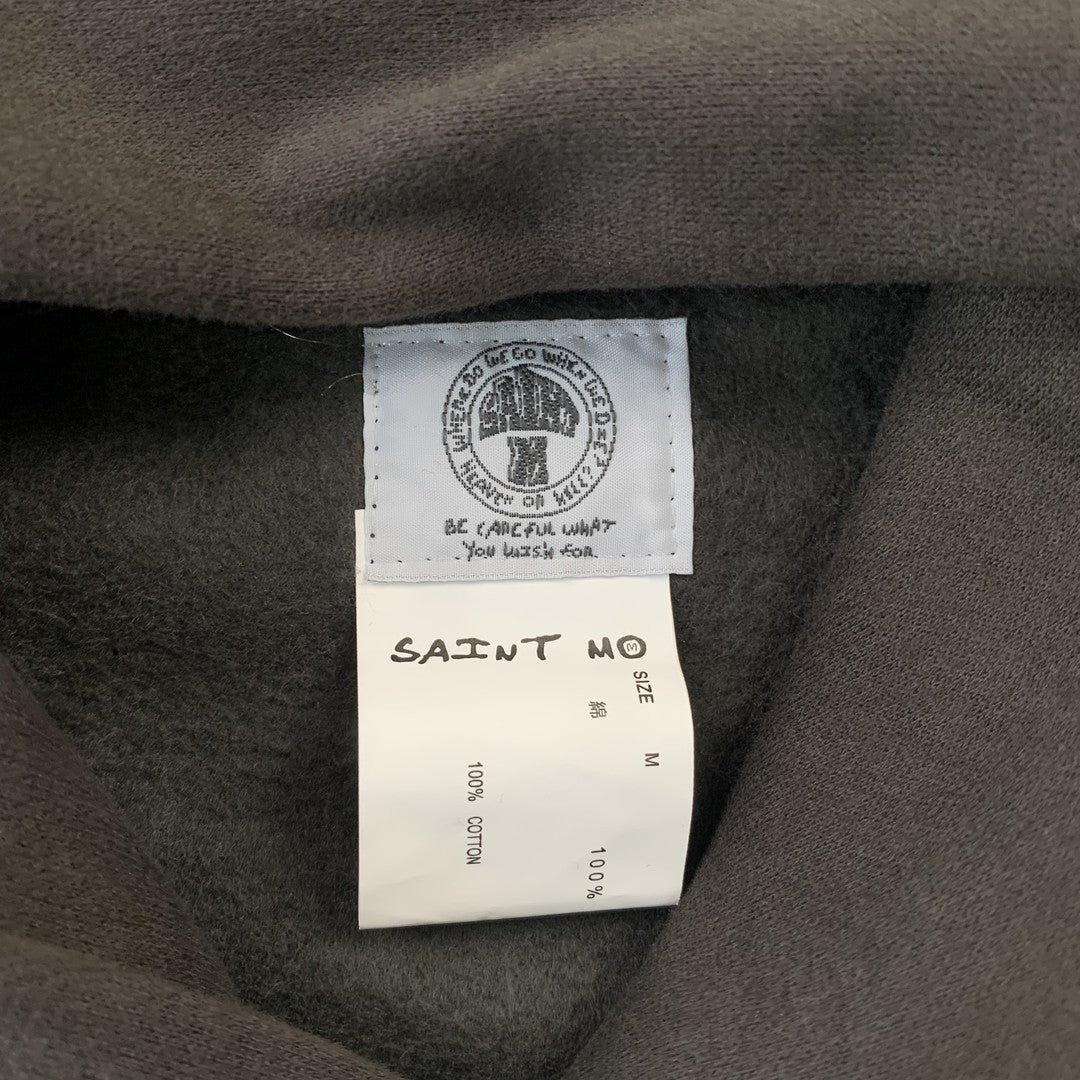 WHERE DO WE GO WHEN WE DIE?
HEAVEN OR HELL?
SAINT
BE CAREFUL WHAT
YOU WISH FOR
SAINT MⓂ
SIZE M
綿 100%
100% COTTON